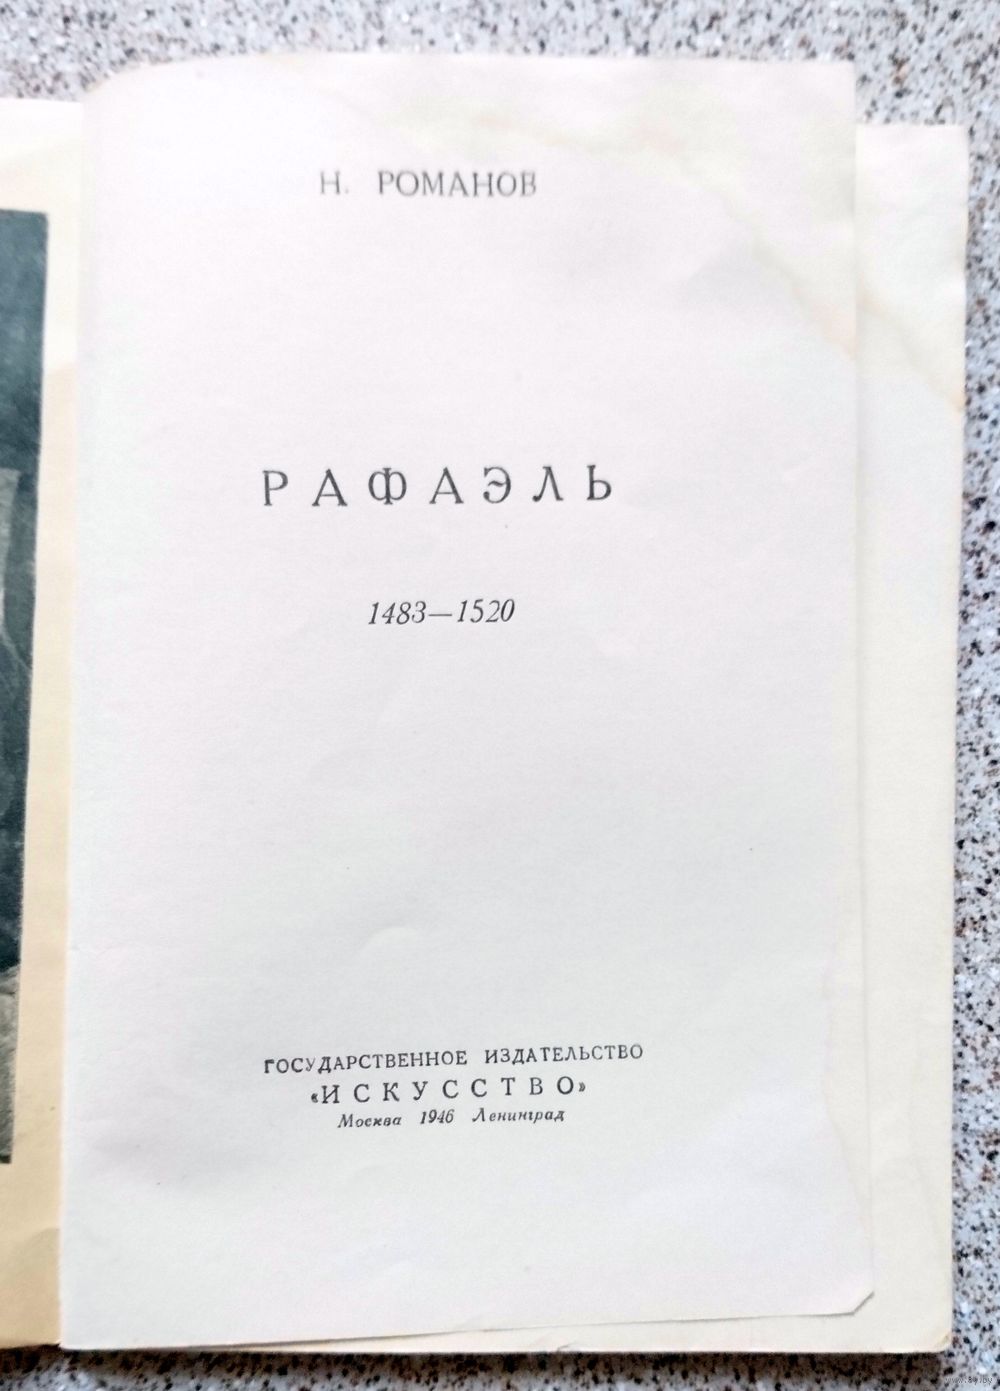 Н. РОМАНОВ
РАФАЭЛЬ
1483—1520
ГОСУДАРСТВЕННОЕ ИЗДАТЕЛЬСТВО
«ИСКУССТВО»
Москва 1946 Ленинград